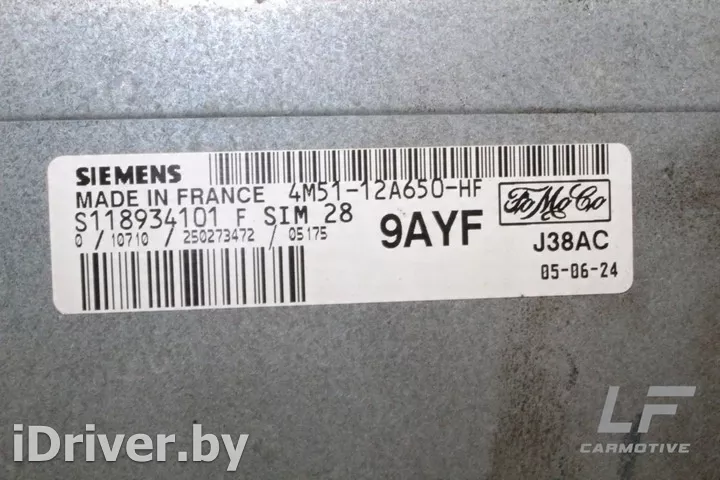 SIEMENS
MADE IN FRANCE 4M51-12A650-HF
S118934101 F SIM 28
0 / 10710 / 250273472 / 05175
9AYF
FoMoCo
J38AC
05-06-24
LF
CARMOTIVE
iDriver.by